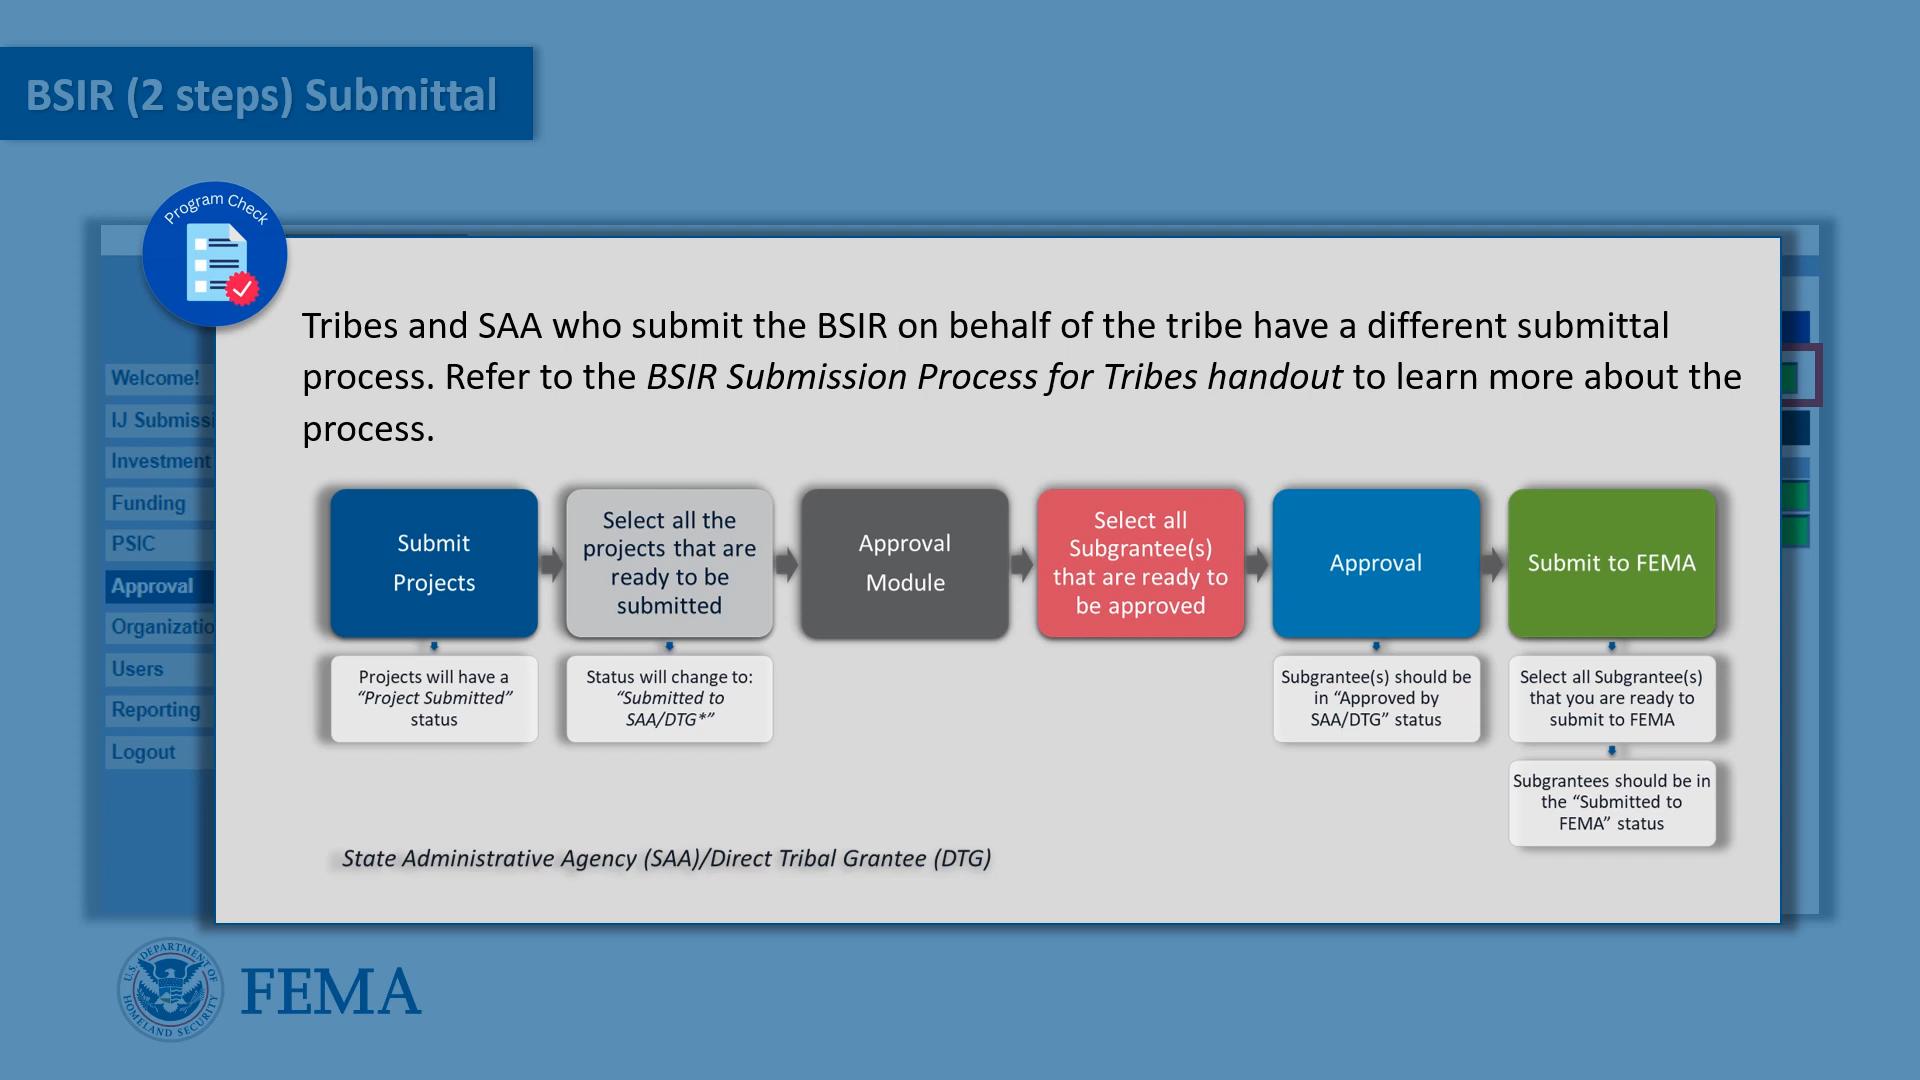 BSIR (2 steps) Submittal
Program Check
Tribes and SAA who submit the BSIR on behalf of the tribe have a different submittal
process. Refer to the BSIR Submission Process for Tribes handout to learn more about the
process.
Submit
Projects
Select all the
projects that are
ready to be
submitted
Approval
Module
Select all
Subgrantee(s)
that are ready to
be approved
Approval
Submit to FEMA
Projects will have a
“Project Submitted”
status
Status will change to:
“Submitted to
SAA/DTG*”
Subgrantee(s) should be
in “Approved by
SAA/DTG” status
Select all Subgrantee(s)
that you are ready to
submit to FEMA
Subgrantees should be in
the “Submitted to
FEMA” status
State Administrative Agency (SAA)/Direct Tribal Grantee (DTG)
Welcome!
IJ Submissi
Investment
Funding
PSIC
Approval
Organizatio
Users
Reporting
Logout
U.S. DEPARTMENT OF
HOMELAND SECURITY
FEMA